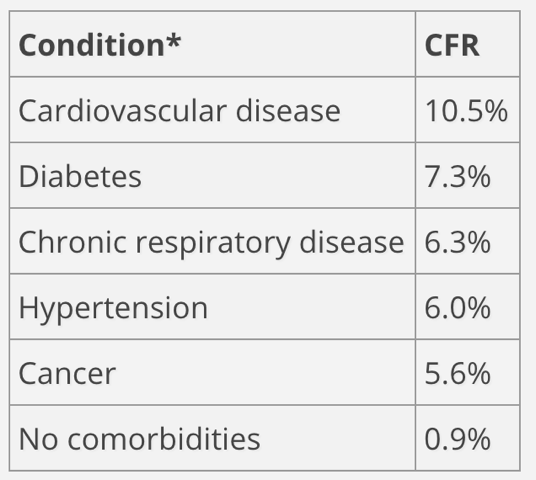 Condition* CFR
Cardiovascular disease 10.5%
Diabetes 7.3%
Chronic respiratory disease 6.3%
Hypertension 6.0%
Cancer 5.6%
No comorbidities 0.9%